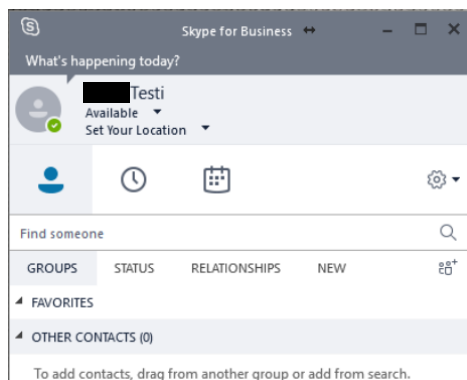 Skype for Business
What's happening today?
Testi
Available
Set Your Location
Find someone
GROUPS STATUS RELATIONSHIPS NEW
FAVORITES
OTHER CONTACTS (0)
To add contacts, drag from another group or add from search.